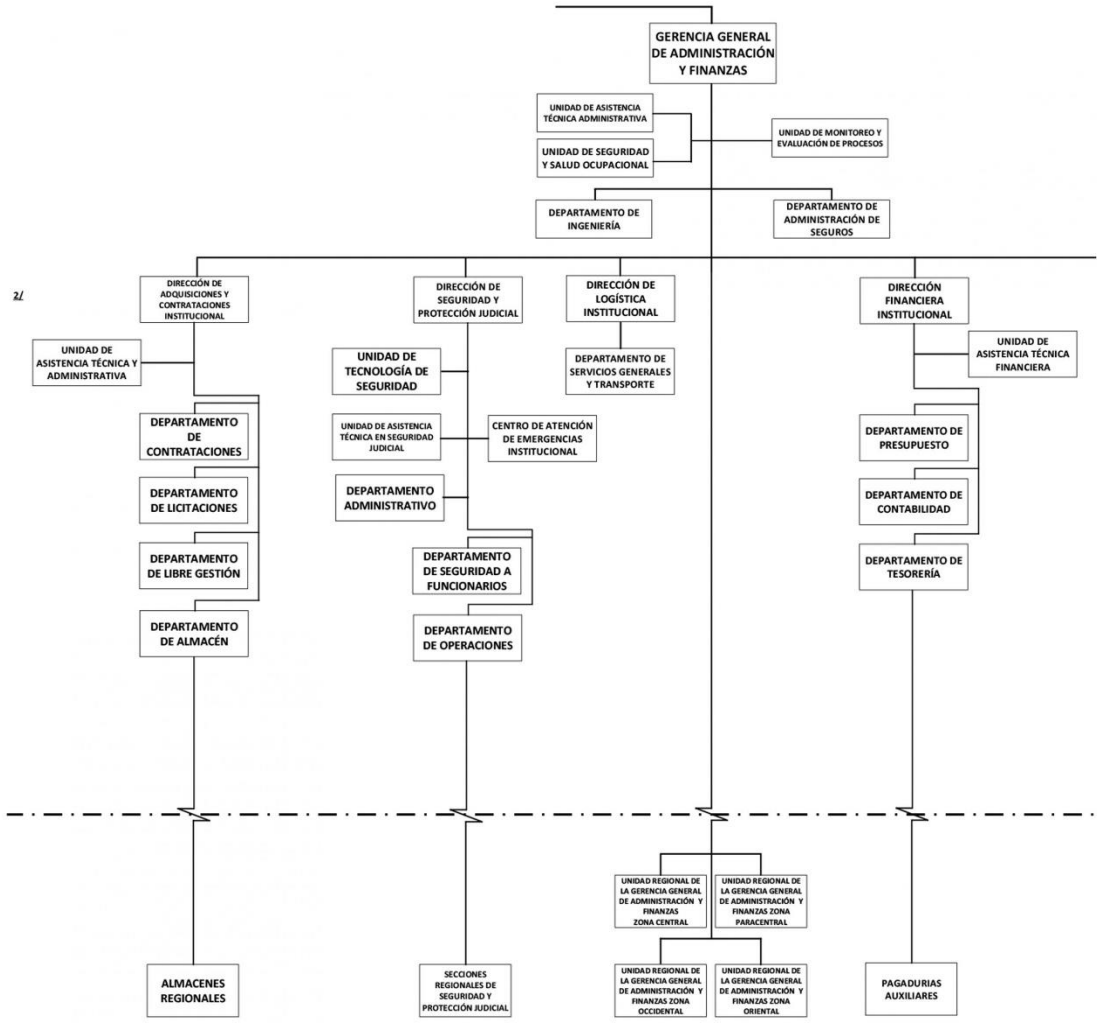 GERENCIA GENERAL
DE ADMINISTRACIÓN
Y FINANZAS
UNIDAD DE ASISTENCIA
TÉCNICA ADMINISTRATIVA
UNIDAD DE MONITOREO Y
EVALUACIÓN DE PROCESOS
UNIDAD DE SEGURIDAD
Y SALUD OCUPACIONAL
DEPARTAMENTO DE
INGENIERÍA
DEPARTAMENTO DE
ADMINISTRACIÓN DE
SEGUROS
2/
DIRECCIÓN DE
ADQUISICIONES Y
CONTRATACIONES
INSTITUCIONAL
DIRECCIÓN DE
SEGURIDAD Y
PROTECCIÓN JUDICIAL
DIRECCIÓN DE
LOGÍSTICA
INSTITUCIONAL
DIRECCIÓN
FINANCIERA
INSTITUCIONAL
UNIDAD DE
ASISTENCIA TÉCNICA Y
ADMINISTRATIVA
UNIDAD DE
TECNOLOGÍA DE
SEGURIDAD
DEPARTAMENTO DE
SERVICIOS GENERALES
Y TRANSPORTE
UNIDAD DE
ASISTENCIA TÉCNICA
FINANCIERA
DEPARTAMENTO
DE
CONTRATACIONES
UNIDAD DE ASISTENCIA
TÉCNICA EN SEGURIDAD
JUDICIAL
CENTRO DE ATENCIÓN
DE EMERGENCIAS
INSTITUCIONAL
DEPARTAMENTO DE
PRESUPUESTO
DEPARTAMENTO
DE LICITACIONES
DEPARTAMENTO
ADMINISTRATIVO
DEPARTAMENTO DE
CONTABILIDAD
DEPARTAMENTO
DE LIBRE GESTIÓN
DEPARTAMENTO
DE SEGURIDAD A
FUNCIONARIOS
DEPARTAMENTO DE
TESORERÍA
DEPARTAMENTO
DE ALMACÉN
DEPARTAMENTO
DE OPERACIONES
UNIDAD REGIONAL DE
LA GERENCIA GENERAL
DE ADMINISTRACIÓN Y
FINANZAS
ZONA CENTRAL
UNIDAD REGIONAL DE
LA GERENCIA GENERAL
DE ADMINISTRACIÓN Y
FINANZAS ZONA
PARACENTRAL
ALMACENES
REGIONALES
SECCIONES
REGIONALES DE
SEGURIDAD Y
PROTECCIÓN JUDICIAL
UNIDAD REGIONAL DE
LA GERENCIA GENERAL
DE ADMINISTRACIÓN Y
FINANZAS ZONA
OCCIDENTAL
UNIDAD REGIONAL DE
LA GERENCIA GENERAL
DE ADMINISTRACIÓN Y
FINANZAS ZONA
ORIENTAL
PAGADURIAS
AUXILIARES